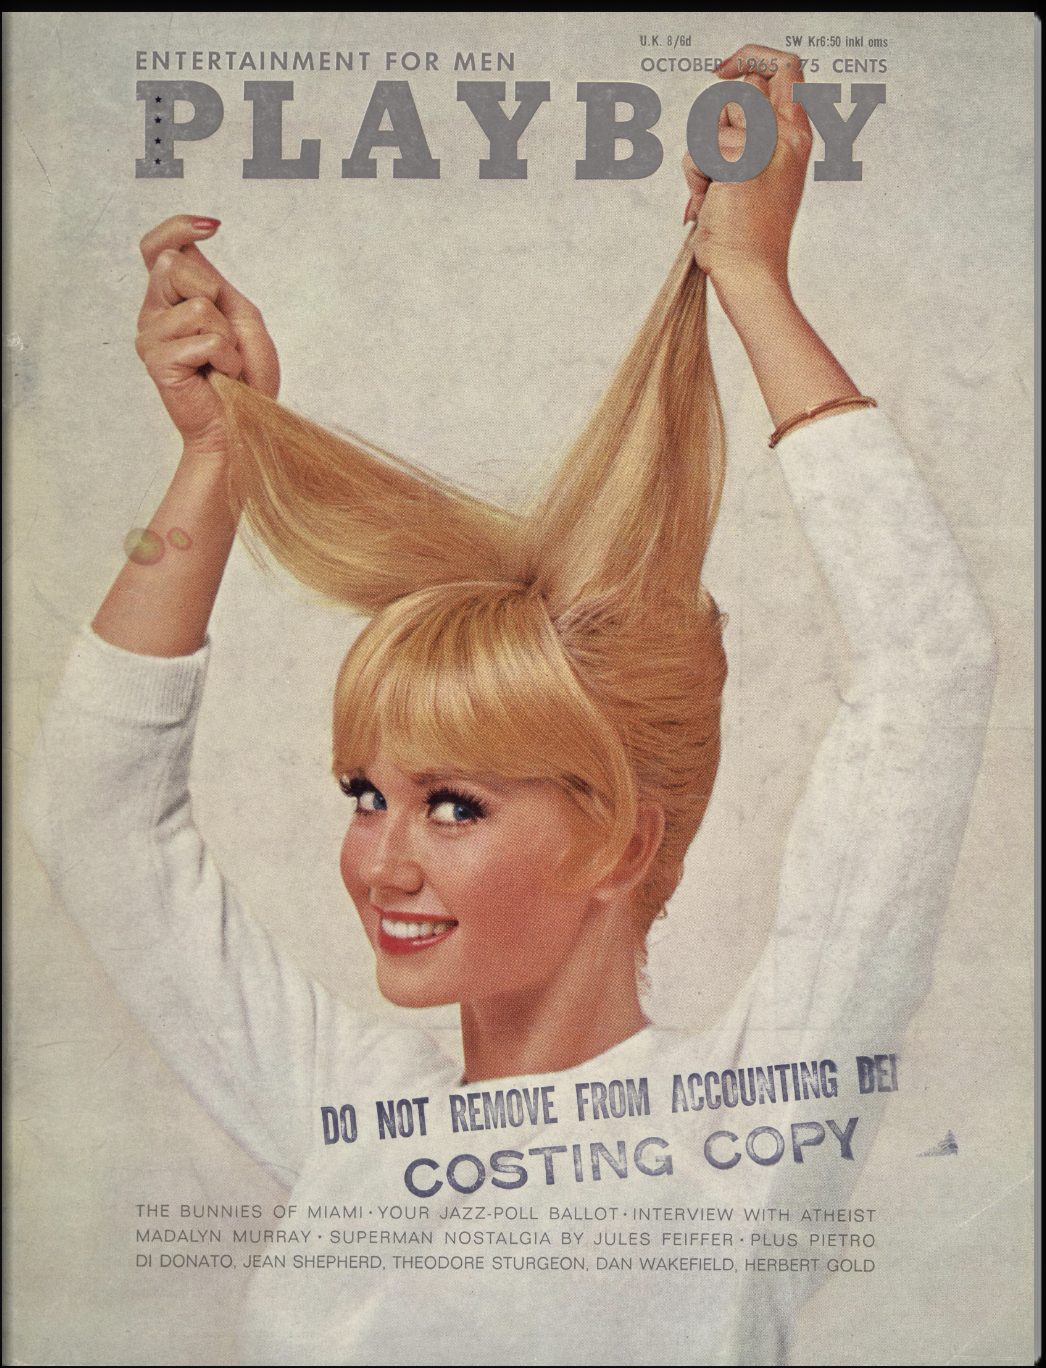 U.K. 8/6d SW Kr6:50 inkl oms
ENTERTAINMENT FOR MEN OCTOBER 1965 • 75 CENTS
PLAYBOY
DO NOT REMOVE FROM ACCOUNTING DE
COSTING COPY
THE BUNNIES OF MIAMI • YOUR JAZZ-POLL BALLOT • INTERVIEW WITH ATHEIST
MADALYN MURRAY • SUPERMAN NOSTALGIA BY JULES FEIFFER • PLUS PIETRO
DI DONATO, JEAN SHEPHERD, THEODORE STURGEON, DAN WAKEFIELD, HERBERT GOLD